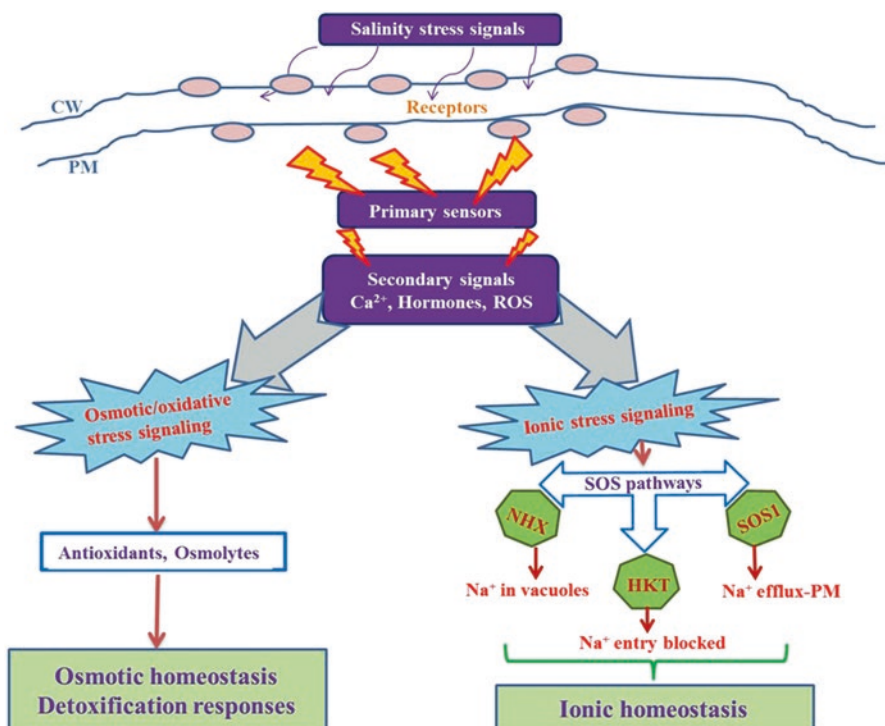 Salinity stress signals
CW
Receptors
PM
Primary sensors
Secondary signals
Ca²⁺, Hormones, ROS
Osmotic/oxidative
stress signaling
Ionic stress signaling
SOS pathways
NHX
SOS1
Antioxidants, Osmolytes
HKT
Na⁺ in vacuoles
Na⁺ efflux-PM
Na⁺ entry blocked
Osmotic homeostasis
Detoxification responses
Ionic homeostasis